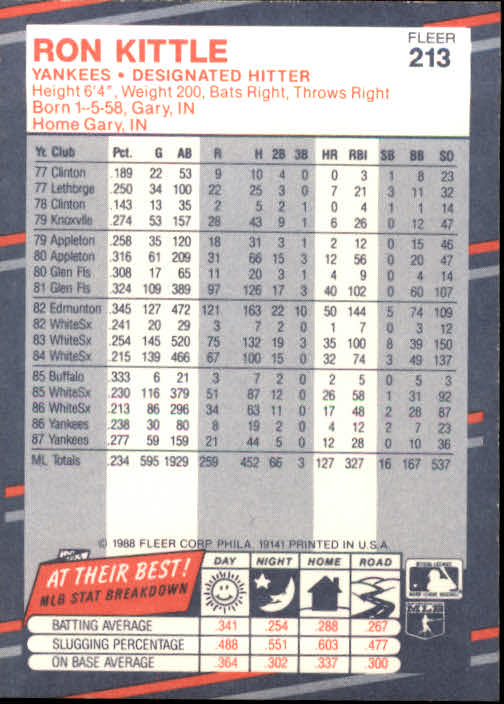 RON KITTLE
FLEER
213
YANKEES • DESIGNATED HITTER
Height 6'4", Weight 200, Bats Right, Throws Right
Born 1--5-58, Gary, IN
Home Gary, IN
Yr. Club Pct. G AB R H 2B 3B HR RBI SB BB SO
77 Clinton .189 22 53 9 10 4 0 0 3 1 8 23
77 Lethbrge .250 34 100 22 25 3 0 7 21 3 11 32
78 Clinton .143 13 35 2 5 2 1 0 4 1 1 14
79 Knoxvlle .274 53 157 28 43 9 1 6 26 0 12 47
79 Appleton .258 35 120 18 31 3 1 2 12 0 15 46
80 Appleton .316 61 209 31 66 15 3 12 56 0 20 47
80 Glen Fls .308 17 65 11 20 3 1 4 9 0 4 14
81 Glen Fls .324 109 389 97 126 17 3 40 102 0 60 107
82 Edmunton .345 127 472 121 163 22 10 50 144 5 74 109
82 WhiteSx .241 20 29 3 7 2 0 1 7 0 3 12
83 WhiteSx .254 145 520 75 132 19 3 35 100 8 39 150
84 WhiteSx .215 139 466 67 100 15 0 32 74 3 49 137
85 Buffalo .333 6 21 3 7 2 0 2 5 0 5 3
85 WhiteSx .230 116 379 51 87 12 0 26 58 1 31 92
86 WhiteSx .213 86 296 34 63 11 0 17 48 2 28 87
86 Yankees .238 30 80 8 19 2 0 4 12 2 7 23
87 Yankees .277 59 159 21 44 5 0 12 28 0 10 36
ML Totals .234 595 1929 259 452 66 3 127 327 16 167 537
© 1988 FLEER CORP. PHILA, 19141 PRINTED IN U.S.A.
AT THEIR BEST!
MLB STAT BREAKDOWN
DAY NIGHT HOME ROAD
BATTING AVERAGE .341 .254 .288 .267
SLUGGING PERCENTAGE .488 .551 .603 .477
ON BASE AVERAGE .364 .302 .337 .300